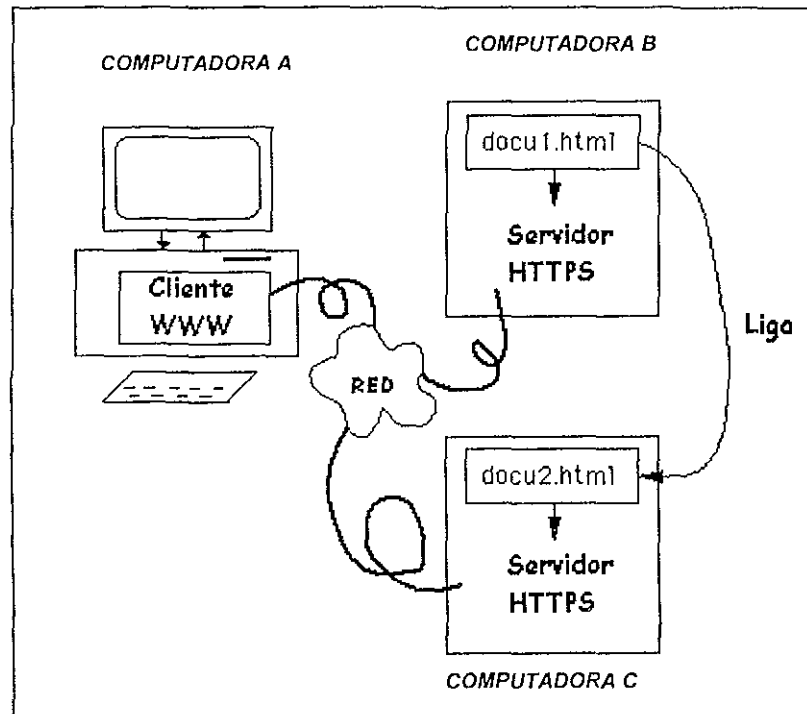 COMPUTADORA A
COMPUTADORA B
docu1.html
Servidor
HTTPS
Cliente
WWW
Liga
RED
docu2.html
Servidor
HTTPS
COMPUTADORA C